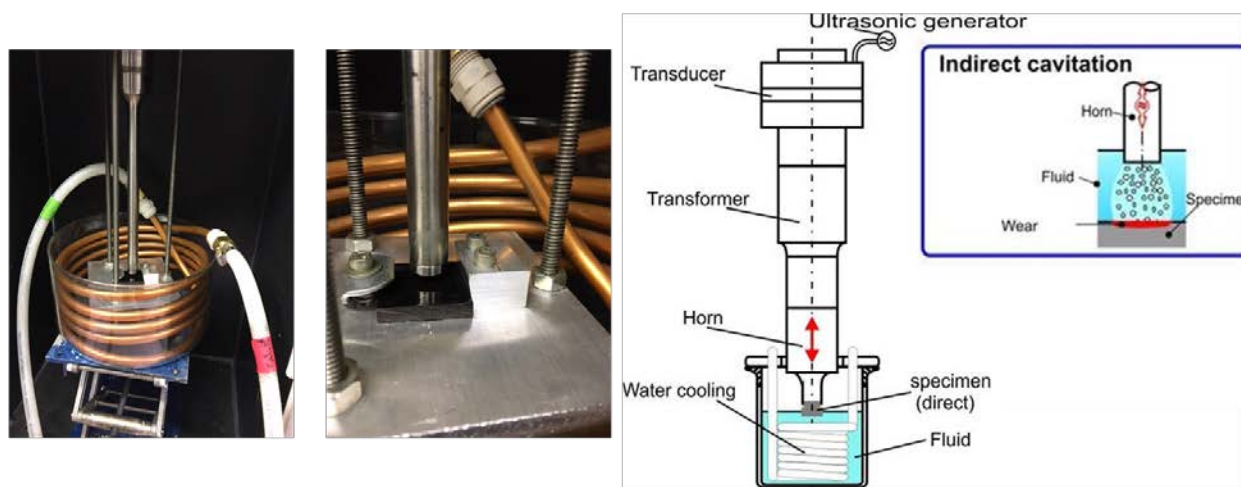 Ultrasonic generator
Transducer
Transformer
Horn
Water cooling
specimen
(direct)
Fluid
Indirect cavitation
Horn
Fluid
Specime
Wear